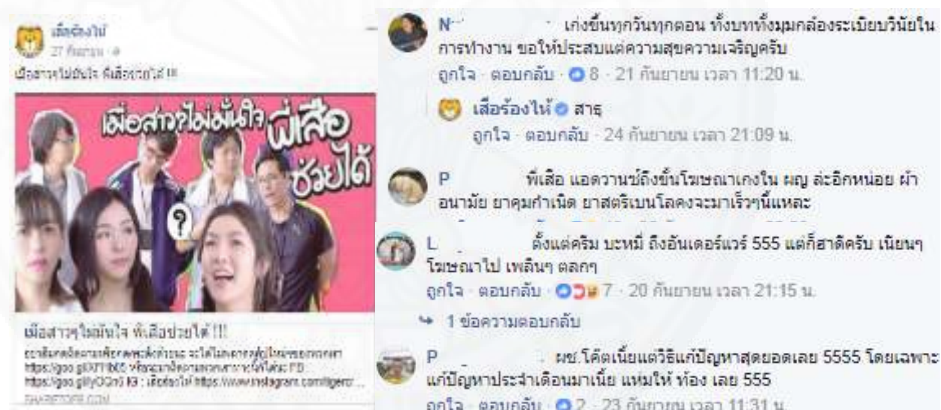 เสือร้องไห้
27 กันยายน
เมื่อสาวๆไม่มั่นใจ พี่เสือช่วยได้ !!!
เมื่อสาวๆไม่มั่นใจ พี่เสือ
ช่วยได้
?
เมื่อสาวๆไม่มั่นใจ พี่เสือช่วยได้ !!!
N เก่งขึ้นทุกวันทุกตอน ทั้งบททั้งมุมกล้องระเบียบวินัยใน
การทำงาน ขอให้ประสบแต่ความสุขความเจริญครับ
ถูกใจ · ตอบกลับ · 8 · 21 กันยายน เวลา 11:20 น.
เสือร้องไห้ สาธุ
ถูกใจ · ตอบกลับ · 24 กันยายน เวลา 21:09 น.
P พี่เสือ แอดวานซ์ถึงขั้นโฆษณาเกงใน ผญ ล่ะอีกหน่อย ผ้า
อนามัย ยาคุมกำเนิด ยาสตรีเบนโลคงจะมาเร็วๆนี้แหละ
L ตั้งแต่ครีม บะหมี่ ถึงอันเดอร์แวร์ 555 แต่ก็ฮาดีครับ เนียนๆ
โฆษณาไป เพลินๆ ตลกๆ
ถูกใจ · ตอบกลับ · 7 · 20 กันยายน เวลา 21:15 น.
1 ข้อความตอบกลับ
P ผช.โค๊ตเนี้ยแต่วิธีแก้ปัญหาสุดยอดเลย 5555 โดยเฉพาะ
แก้ปัญหาประจำเดือนมาเนี้ย แหม่ให้ ท้อง เลย 555
ถูกใจ · ตอบกลับ · 2 · 23 กันยายน เวลา 11:31 น.